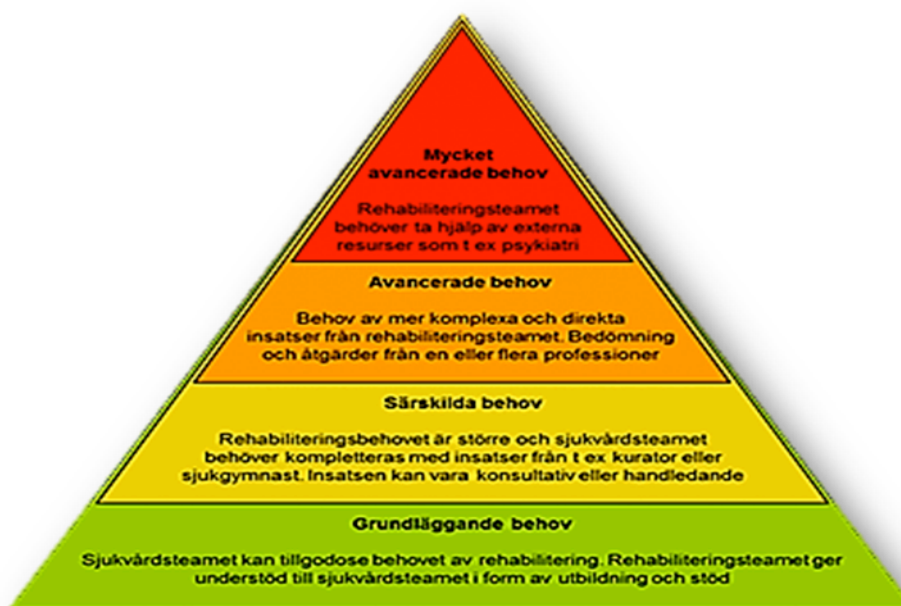 Mycket
avancerade behov
Rehabiliteringsteamet
behöver ta hjälp av externa
resurser som t ex psykiatri
Avancerade behov
Behov av mer komplexa och direkta
insatser från rehabiliteringsteamet. Bedömning
och åtgärder från en eller flera professioner
Särskilda behov
Rehabiliteringsbehovet är större och sjukvårdsteamet
behöver kompletteras med insatser från t ex kurator eller
sjukgymnast. Insatsen kan vara konsultativ eller handledande
Grundläggande behov
Sjukvårdsteamet kan tillgodose behovet av rehabilitering. Rehabiliteringsteamet ger
understöd till sjukvårdsteamet i form av utbildning och stöd